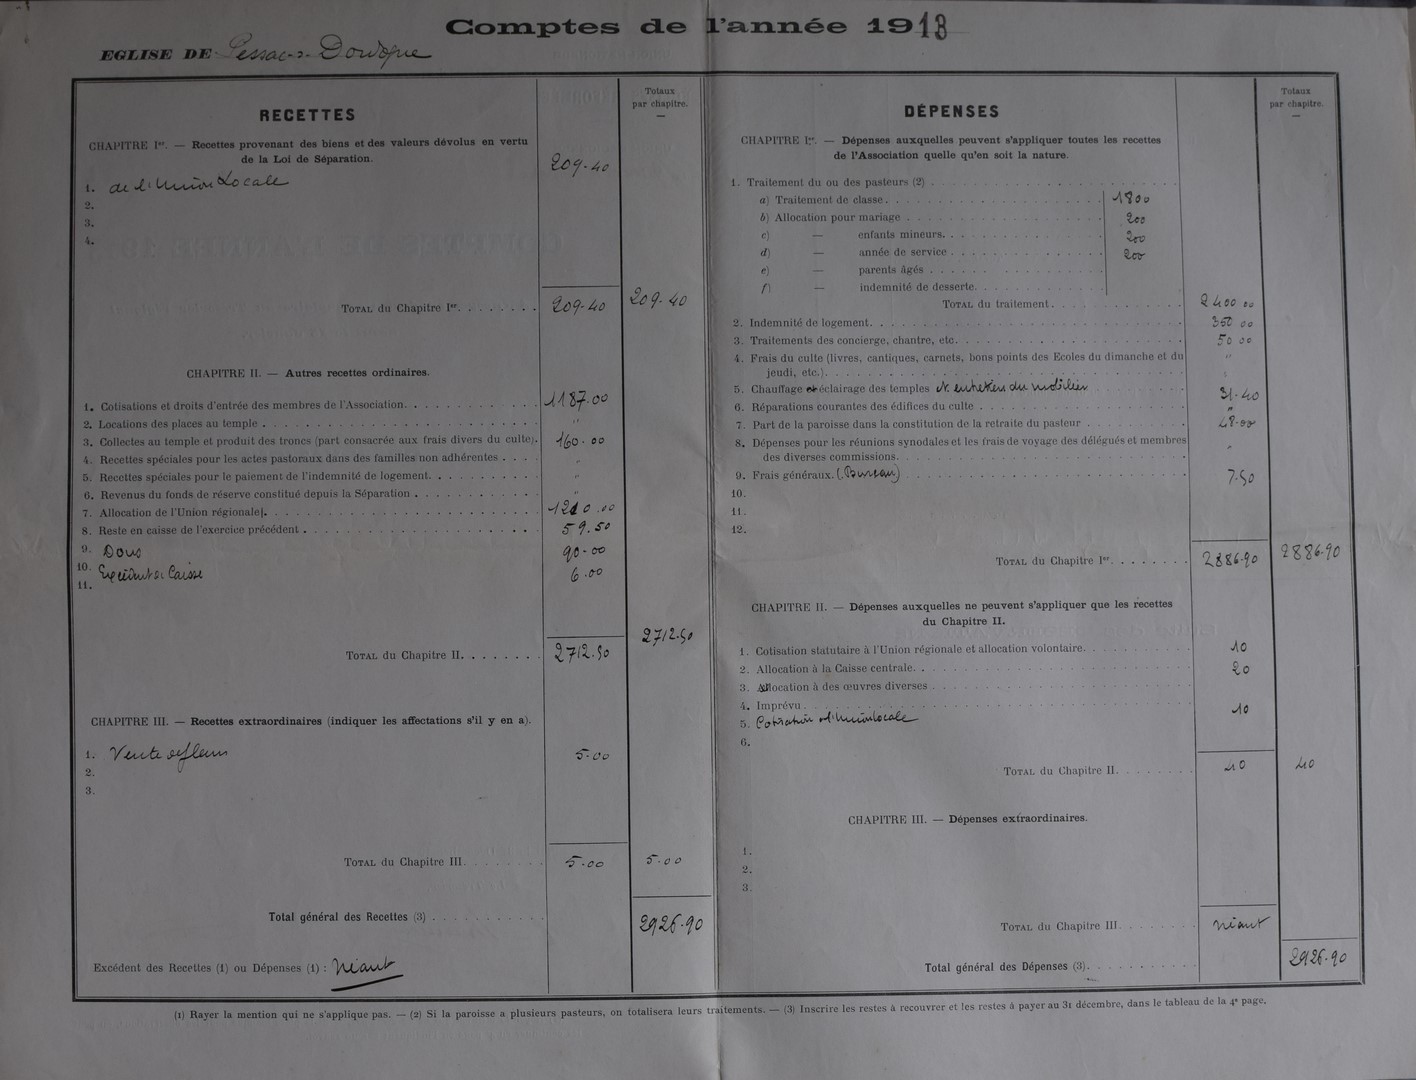 Comptes de l'année 1913
EGLISE DE Pessac-s-Dordogne
RECETTES
Totaux
par chapitre.
CHAPITRE Ier. — Recettes provenant des biens et des valeurs dévolus en vertu
de la Loi de Séparation.
209-40
1. de l'Union Locale
2.
3.
4.
TOTAL du Chapitre Ier. 209-40 209-40
CHAPITRE II. — Autres recettes ordinaires.
1. Cotisations et droits d'entrée des membres de l'Association. 1187.00
2. Locations des places au temple . "
3. Collectes au temple et produit des troncs (part consacrée aux frais divers du culte). 160.00
4. Recettes spéciales pour les actes pastoraux dans des familles non adhérentes . "
5. Recettes spéciales pour le paiement de l'indemnité de logement. "
6. Revenus du fonds de réserve constitué depuis la Séparation . "
7. Allocation de l'Union régionale. 1210.00
8. Reste en caisse de l'exercice précédent . 59.50
9. Dons 90-00
10. Excédent de Caisse 6.00
11.
TOTAL du Chapitre II. 2712.50 2712.50
CHAPITRE III. — Recettes extraordinaires (indiquer les affectations s'il y en a).
1. Vente de fleurs 5-00
2.
3.
TOTAL du Chapitre III. 5.00 5.00
Total général des Recettes (3) . 2926.90
Excédent des Recettes (1) ou Dépenses (1) : Néant
DÉPENSES
Totaux
par chapitre.
CHAPITRE Ier. — Dépenses auxquelles peuvent s'appliquer toutes les recettes
de l'Association quelle qu'en soit la nature.
1. Traitement du ou des pasteurs (2) .
a) Traitement de classe. 1800
b) Allocation pour mariage . 200
c) — enfants mineurs. 200
d) — année de service . 200
e) — parents âgés .
f) — indemnité de desserte.
TOTAL du traitement. 2400 00
2. Indemnité de logement. 350 00
3. Traitements des concierge, chantre, etc. 50 00
4. Frais du culte (livres, cantiques, carnets, bons points des Ecoles du dimanche et du "
jeudi, etc.).
5. Chauffage et éclairage des temples et entretien du mobilier 31-40
6. Réparations courantes des édifices du culte . "
7. Part de la paroisse dans la constitution de la retraite du pasteur . 48-00
8. Dépenses pour les réunions synodales et les frais de voyage des délégués et membres "
des diverses commissions.
9. Frais généraux. (Bureau) 7-50
10.
11.
12.
TOTAL du Chapitre Ier. 2886-90 2886-90
CHAPITRE II. — Dépenses auxquelles ne peuvent s'appliquer que les recettes
du Chapitre II.
1. Cotisation statutaire à l'Union régionale et allocation volontaire. 10
2. Allocation à la Caisse centrale. 20
3. Allocation à des œuvres diverses .
4. Imprévu .
5. Cotisation à l'Union Locale 10
6.
TOTAL du Chapitre II. 40 40
CHAPITRE III. — Dépenses extraordinaires.
1.
2.
3.
TOTAL du Chapitre III. néant
Total général des Dépenses (3). 2926-90
(1) Rayer la mention qui ne s'applique pas. — (2) Si la paroisse a plusieurs pasteurs, on totalisera leurs traitements. — (3) Inscrire les restes à recouvrer et les restes à payer au 31 décembre, dans le tableau de la 4e page.